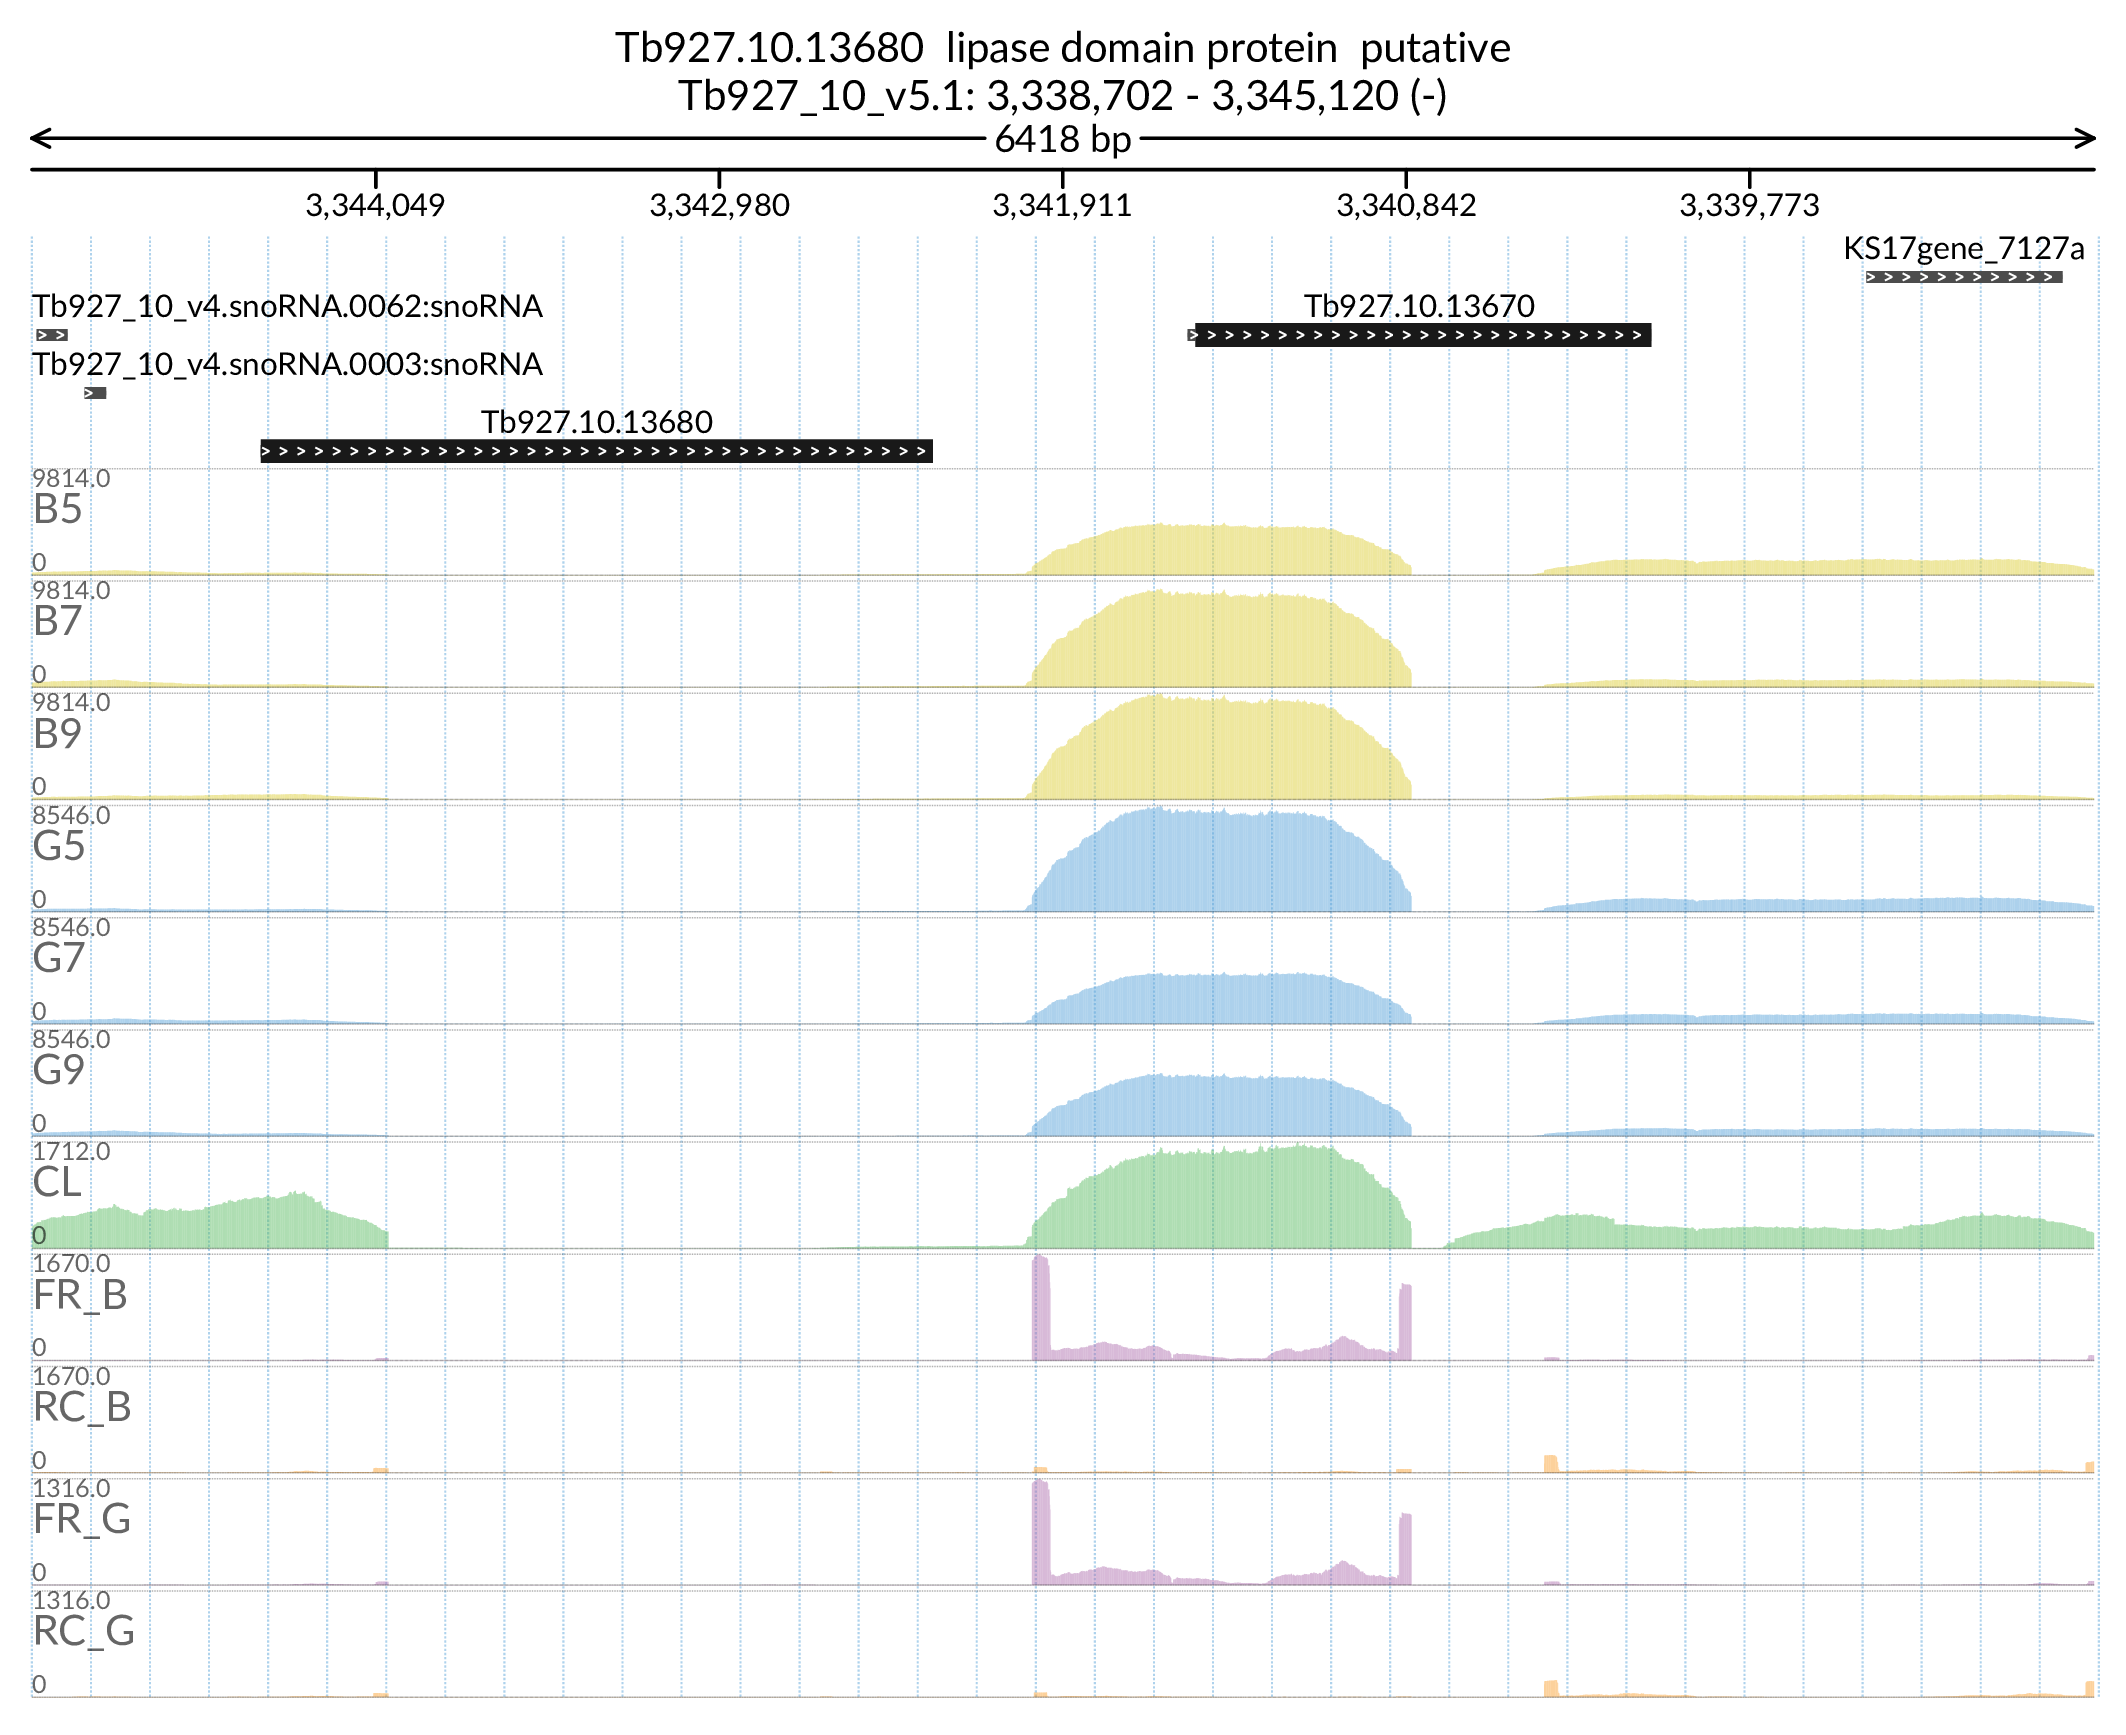 Tb927.10.13680  lipase domain protein  putative
Tb927_10_v5.1: 3,338,702 - 3,345,120 (-)
6418 bp
3,344,049 3,342,980 3,341,911 3,340,842 3,339,773
KS17gene_7127a
Tb927_10_v4.snoRNA.0062:snoRNA Tb927.10.13670
Tb927_10_v4.snoRNA.0003:snoRNA
Tb927.10.13680
9814.0
B5
0
9814.0
B7
0
9814.0
B9
0
8546.0
G5
0
8546.0
G7
0
8546.0
G9
0
1712.0
CL
0
1670.0
FR_B
0
1670.0
RC_B
0
1316.0
FR_G
0
1316.0
RC_G
0